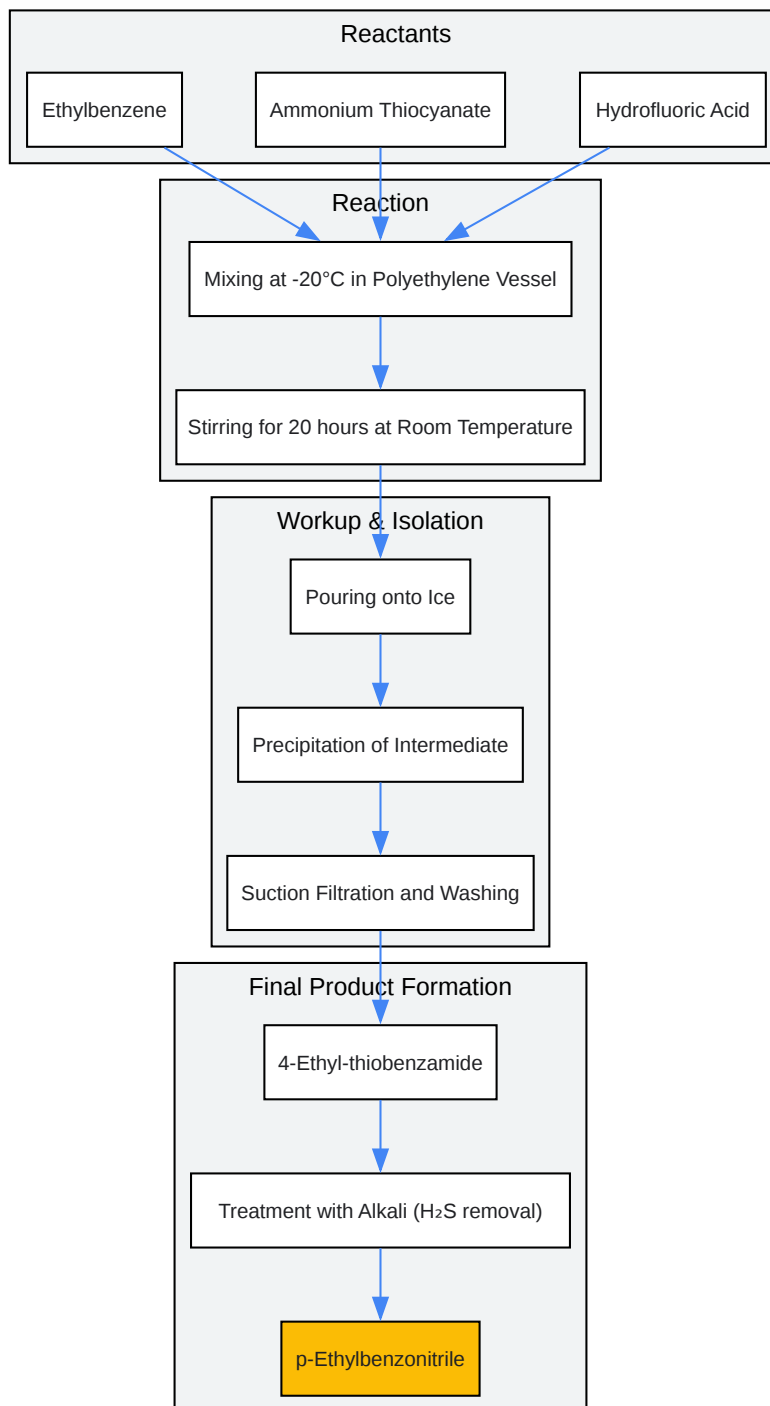 Reactants
Ethylbenzene
Ammonium Thiocyanate
Hydrofluoric Acid
Reaction
Mixing at -20°C in Polyethylene Vessel
Stirring for 20 hours at Room Temperature
Workup & Isolation
Pouring onto Ice
Precipitation of Intermediate
Suction Filtration and Washing
Final Product Formation
4-Ethyl-thiobenzamide
Treatment with Alkali (H₂S removal)
p-Ethylbenzonitrile